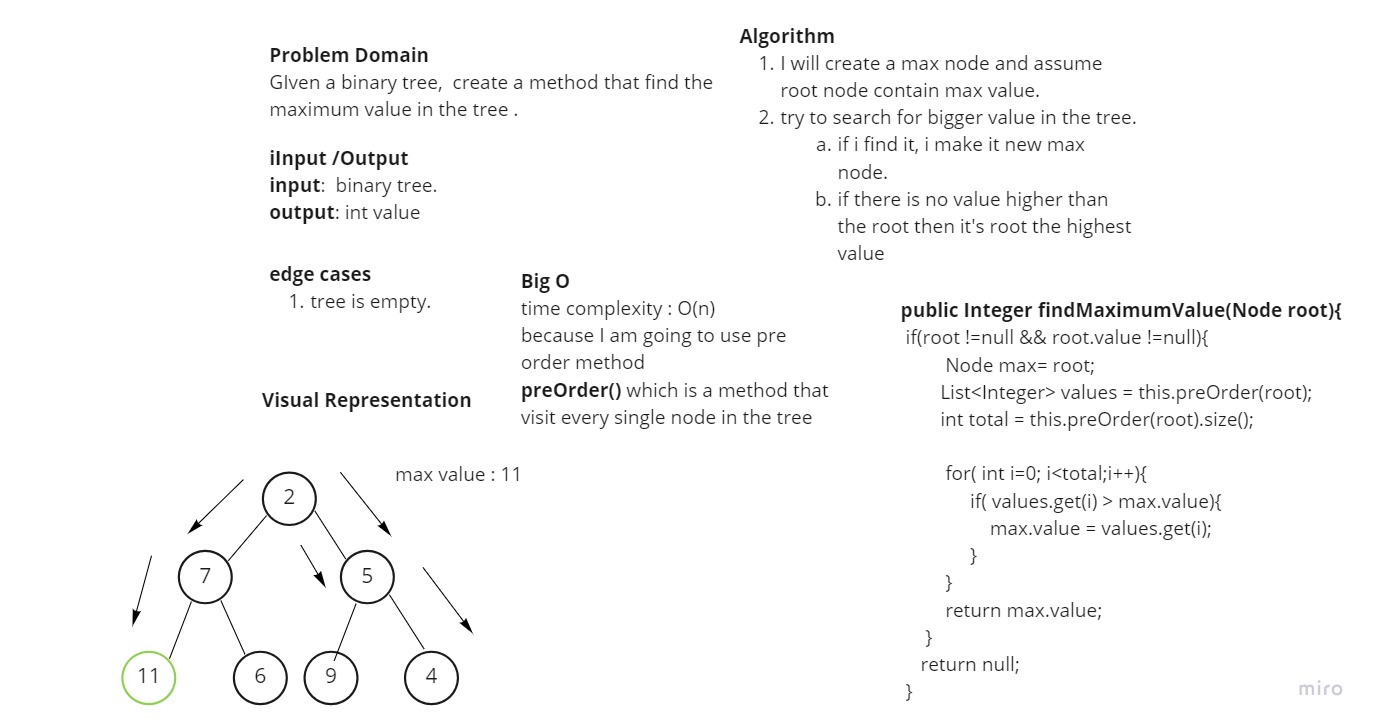 Problem Domain
GIven a binary tree,  create a method that find the
maximum value in the tree .
iInput /Output
input:  binary tree.
output: int value
edge cases
1. tree is empty.
Big O
time complexity : O(n)
because I am going to use pre
order method
preOrder() which is a method that
visit every single node in the tree
Visual Representation
max value : 11
2
7
5
11
6
9
4
Algorithm
1. I will create a max node and assume
root node contain max value.
2. try to search for bigger value in the tree.
a. if i find it, i make it new max
node.
b. if there is no value higher than
the root then it's root the highest
value
public Integer findMaximumValue(Node root){
if(root !=null && root.value !=null){
Node max= root;
List<Integer> values = this.preOrder(root);
int total = this.preOrder(root).size();
for( int i=0; i<total;i++){
if( values.get(i) > max.value){
max.value = values.get(i);
}
}
return max.value;
}
return null;
}
miro